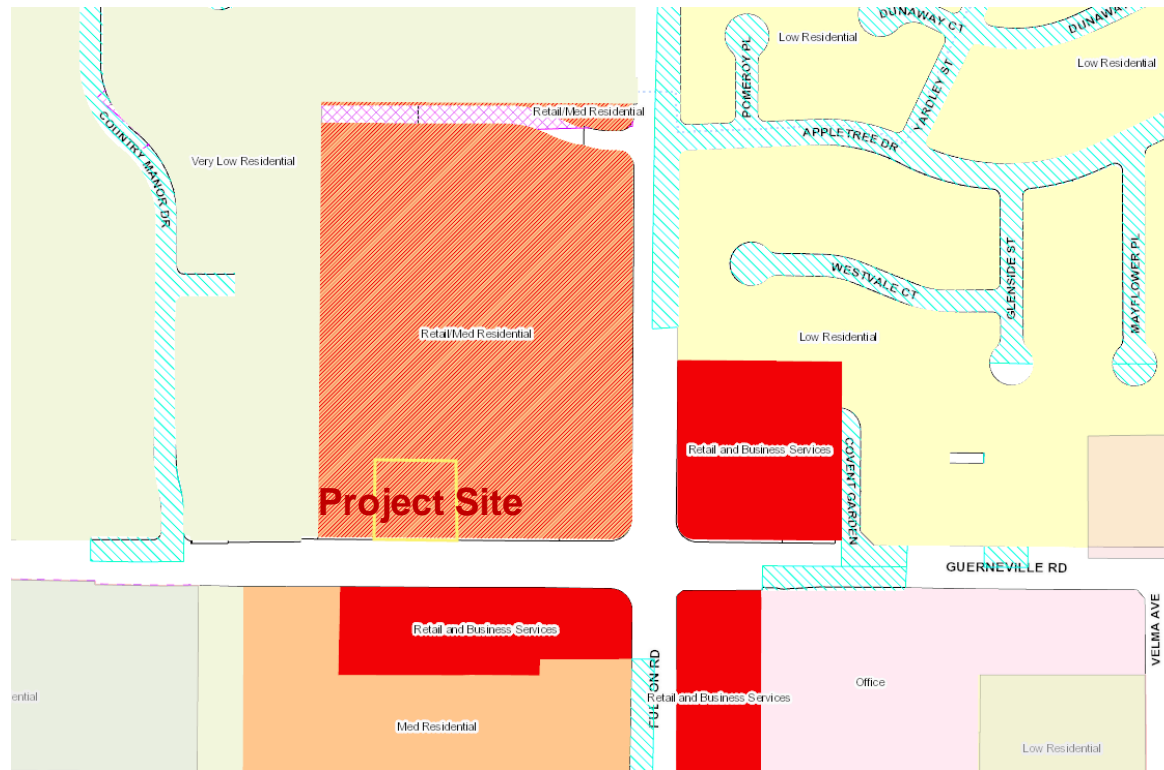 DUNAWAY CT
DUNAWA
Low Residential
Low Residential
POMEROY PL
YARDLEY ST
Retail/Med Residential
COUNTRY MANOR DR
APPLETREE DR
Very Low Residential
GLENSIDE ST
MAYFLOWER PL
WESTVALE CT
Retail/Med Residential
Low Residential
Retail and Business Services
COVENT GARDEN
Project Site
GUERNEVILLE RD
VELMA AVE
Retail and Business Services
FUL ON RD
Office
ential
Retail and Business Services
Med Residential
Low Residential